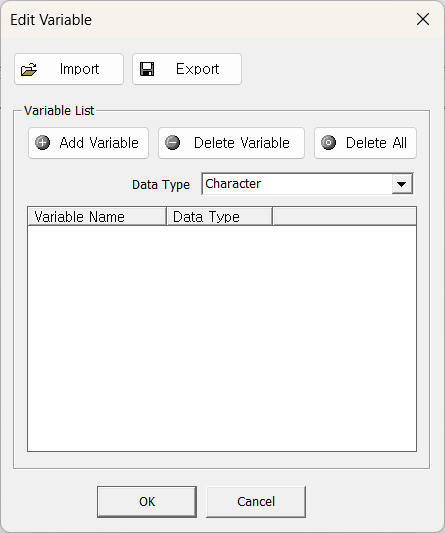 Edit Variable
Import Export
Variable List
Add Variable Delete Variable Delete All
Data Type Character
Variable Name Data Type
OK Cancel